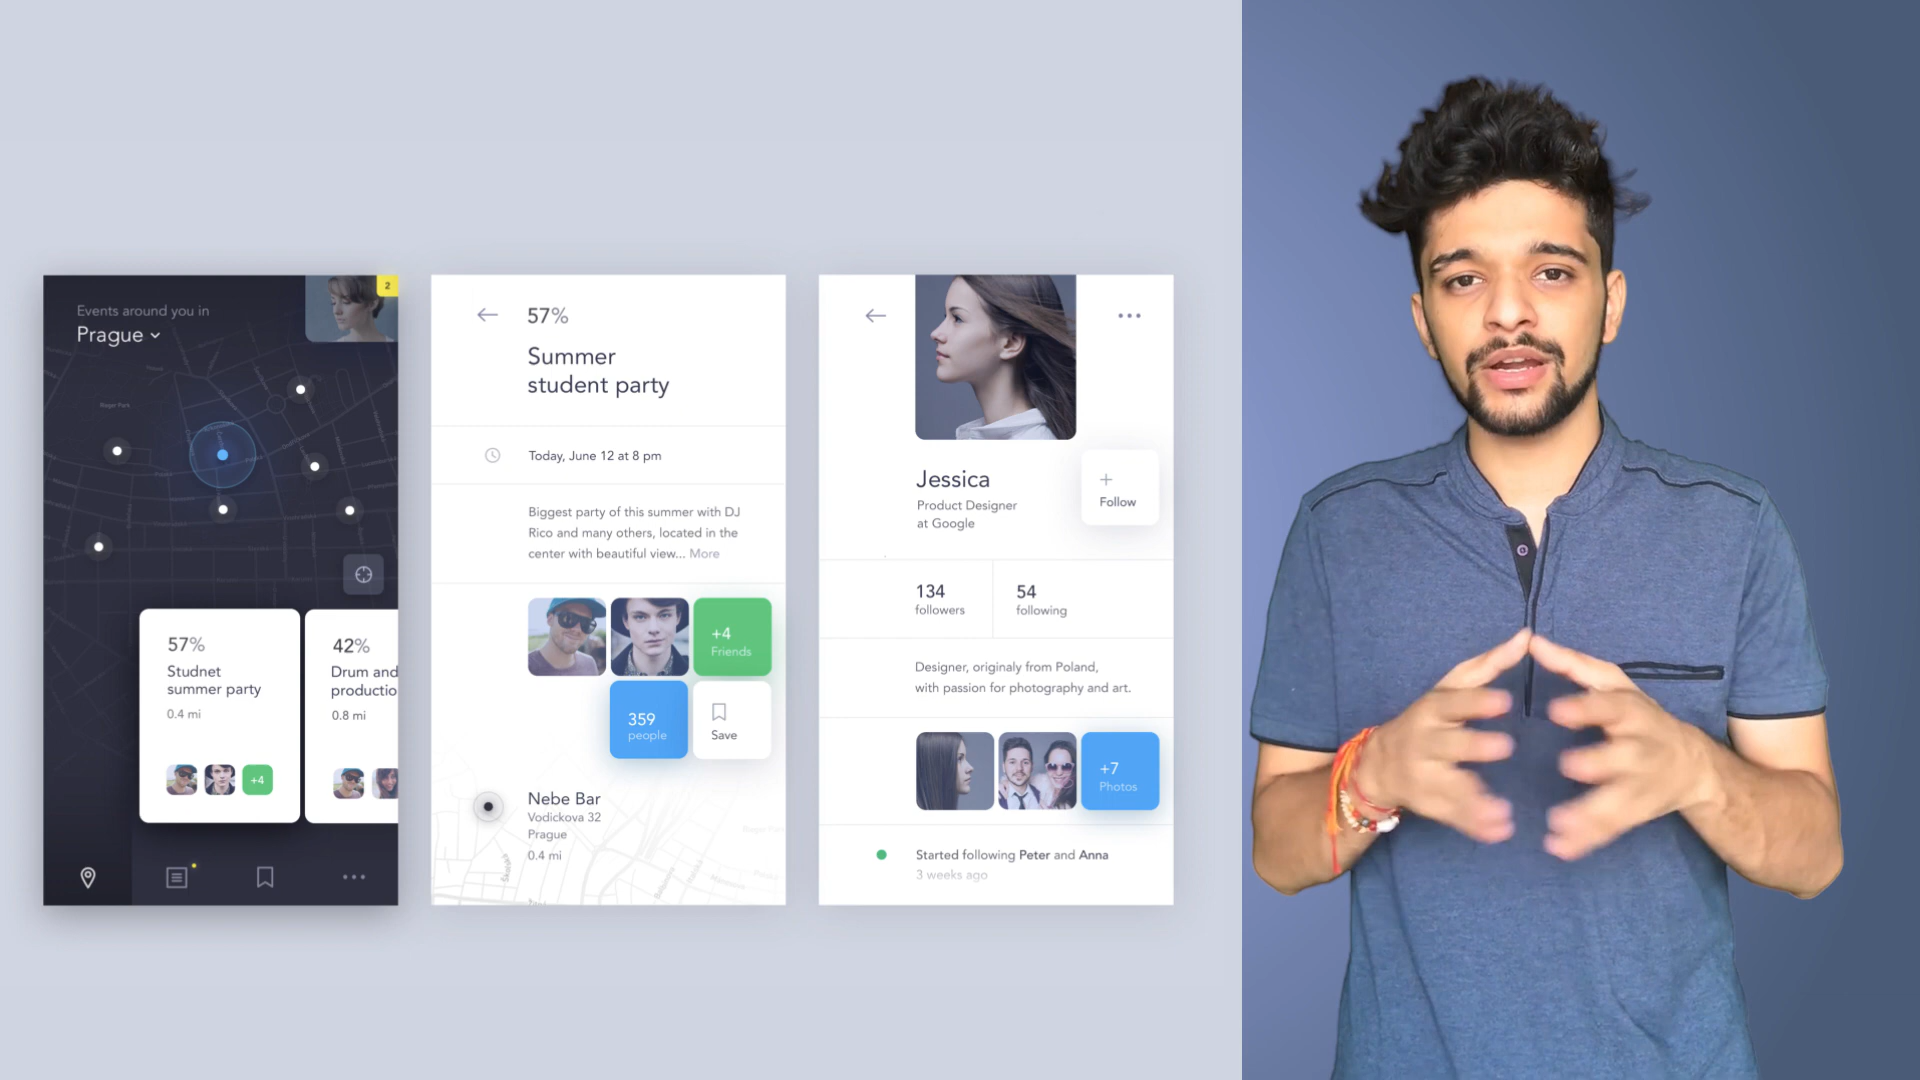 Events around you in
Prague
2
Rieger Park
57%
Studnet
summer party
0.4 mi
+4
42%
Drum and
productio
0.8 mi
57%
Summer
student party
Today, June 12 at 8 pm
Biggest party of this summer with DJ
Rico and many others, located in the
center with beautiful view... More
+4
Friends
359
people
Save
Nebe Bar
Vodickova 32
Prague
0.4 mi
Jessica
Product Designer
at Google
+
Follow
134
followers
54
following
Designer, originaly from Poland,
with passion for photography and art.
+7
Photos
Started following Peter and Anna
3 weeks ago